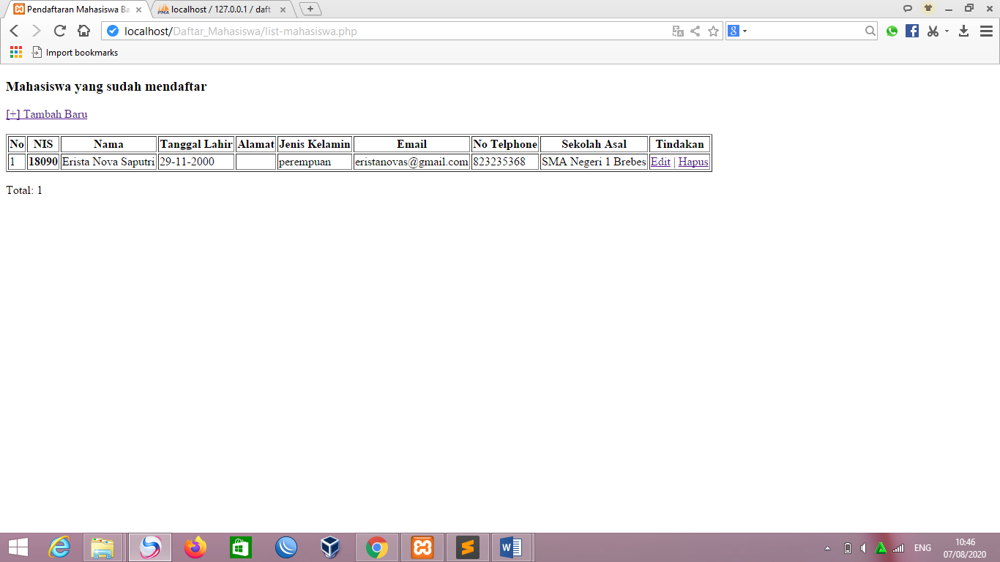 Pendaftaran Mahasiswa Ba
localhost / 127.0.0.1 / daft
localhost/Daftar_Mahasiswa/list-mahasiswa.php
Import bookmarks
Mahasiswa yang sudah mendaftar
[+] Tambah Baru
No NIS Nama Tanggal Lahir Alamat Jenis Kelamin Email No Telphone Sekolah Asal Tindakan
1 18090 Erista Nova Saputri 29-11-2000 perempuan eristanovas@gmail.com 823235368 SMA Negeri 1 Brebes Edit | Hapus
Total: 1
ENG
10:46
07/08/2020